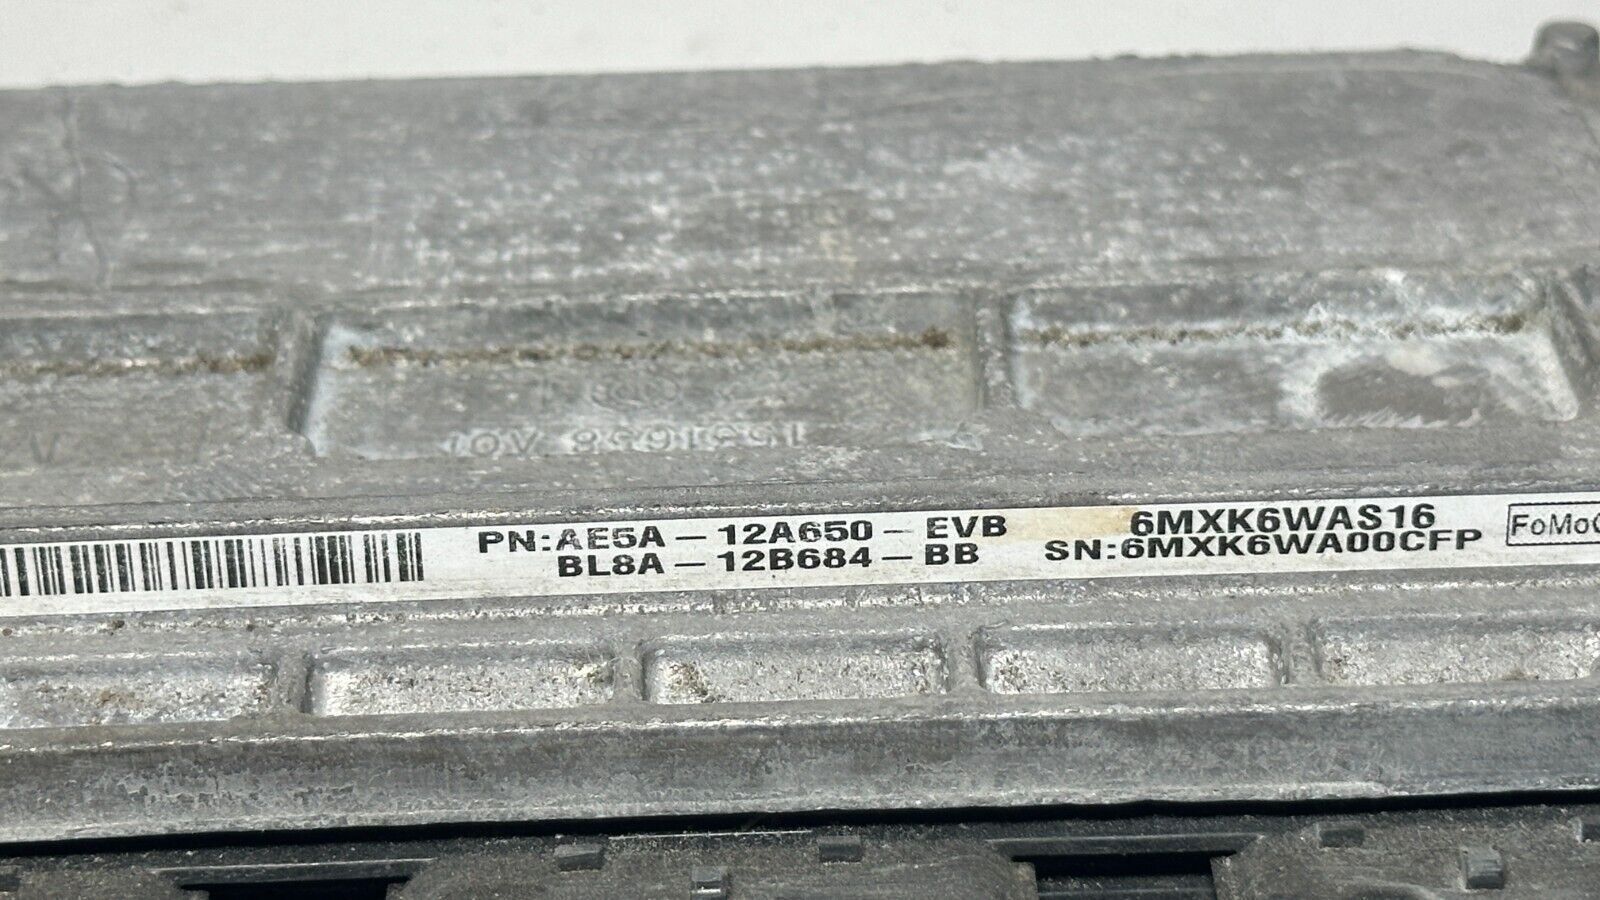 PN:AE5A-12A650-EVB 6MXK6WAS16
BL8A-12B684-BB SN:6MXK6WA00CFP